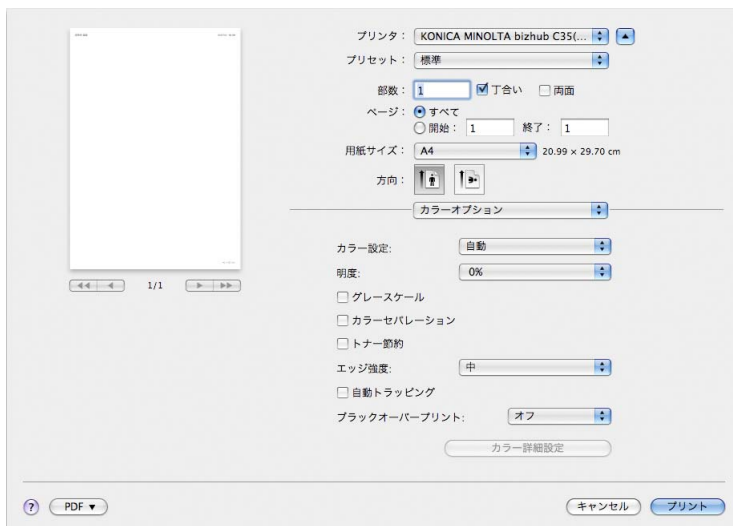 プリンタ： KONICA MINOLTA bizhub C35(...
プリセット： 標準
部数： 1 丁合い 両面
ページ： すべて
開始： 1 終了： 1
用紙サイズ： A4 20.99 × 29.70 cm
方向：
カラーオプション
カラー設定: 自動
明度: 0%
グレースケール
カラーセパレーション
トナー節約
エッジ強度: 中
自動トラッピング
ブラックオーバープリント: オフ
カラー詳細設定
1/1
? PDF ▼ キャンセル プリント